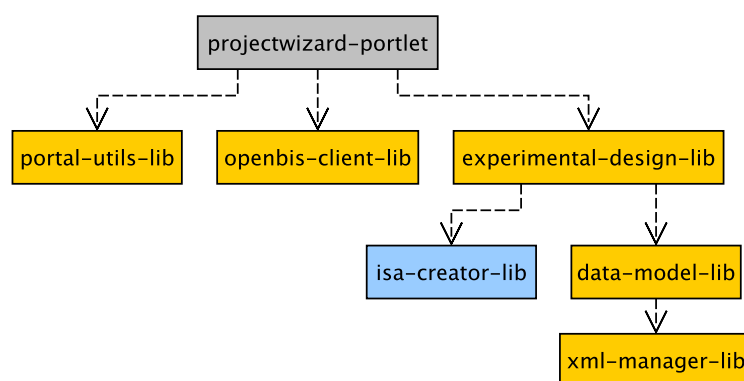 projectwizard-portlet
portal-utils-lib
openbis-client-lib
experimental-design-lib
isa-creator-lib
data-model-lib
xml-manager-lib